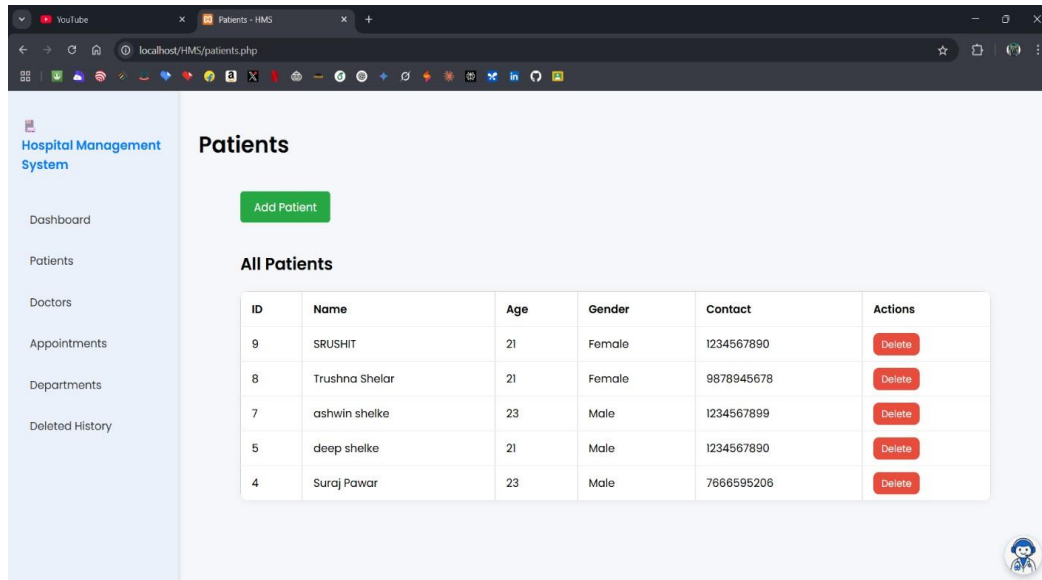 YouTube
Patients - HMS
localhost/HMS/patients.php
Hospital Management
System
Patients
Add Patient
Dashboard
Patients
Doctors
Appointments
Departments
Deleted History
All Patients
ID Name Age Gender Contact Actions
9 SRUSHIT 21 Female 1234567890 Delete
8 Trushna Shelar 21 Female 9878945678 Delete
7 ashwin shelke 23 Male 1234567899 Delete
5 deep shelke 21 Male 1234567890 Delete
4 Suraj Pawar 23 Male 7666595206 Delete